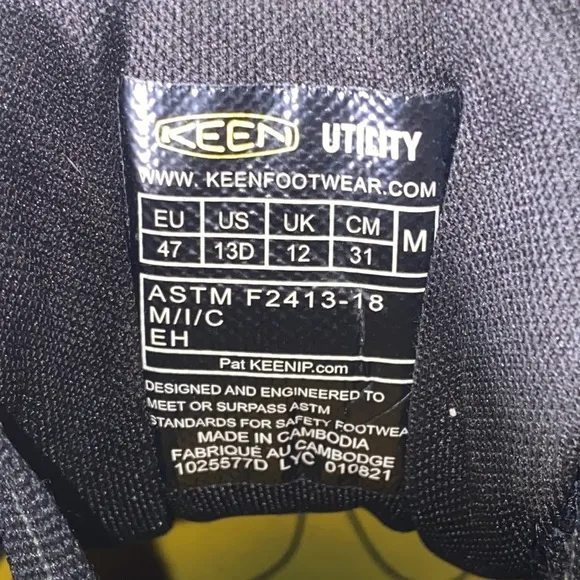 KEEN UTILITY
WWW. KEENFOOTWEAR.COM
EU US UK CM M
47 13D 12 31
ASTM F2413-18
M/I/C
EH
Pat KEENIP.com
DESIGNED AND ENGINEERED TO
MEET OR SURPASS ASTM
STANDARDS FOR SAFETY FOOTWEA
MADE IN CAMBODIA
FABRIQUÉ AU CAMBODGE
1025577D LYC 010821